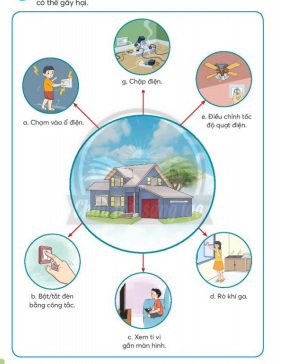 có thể gây hại.
g. Chập điện.
a. Chạm vào ổ điện.
e. Điều chỉnh tốc
độ quạt điện.
b. Bật/tắt đèn
bằng công tắc.
d. Rò khí ga.
c. Xem ti vi
gần màn hình.